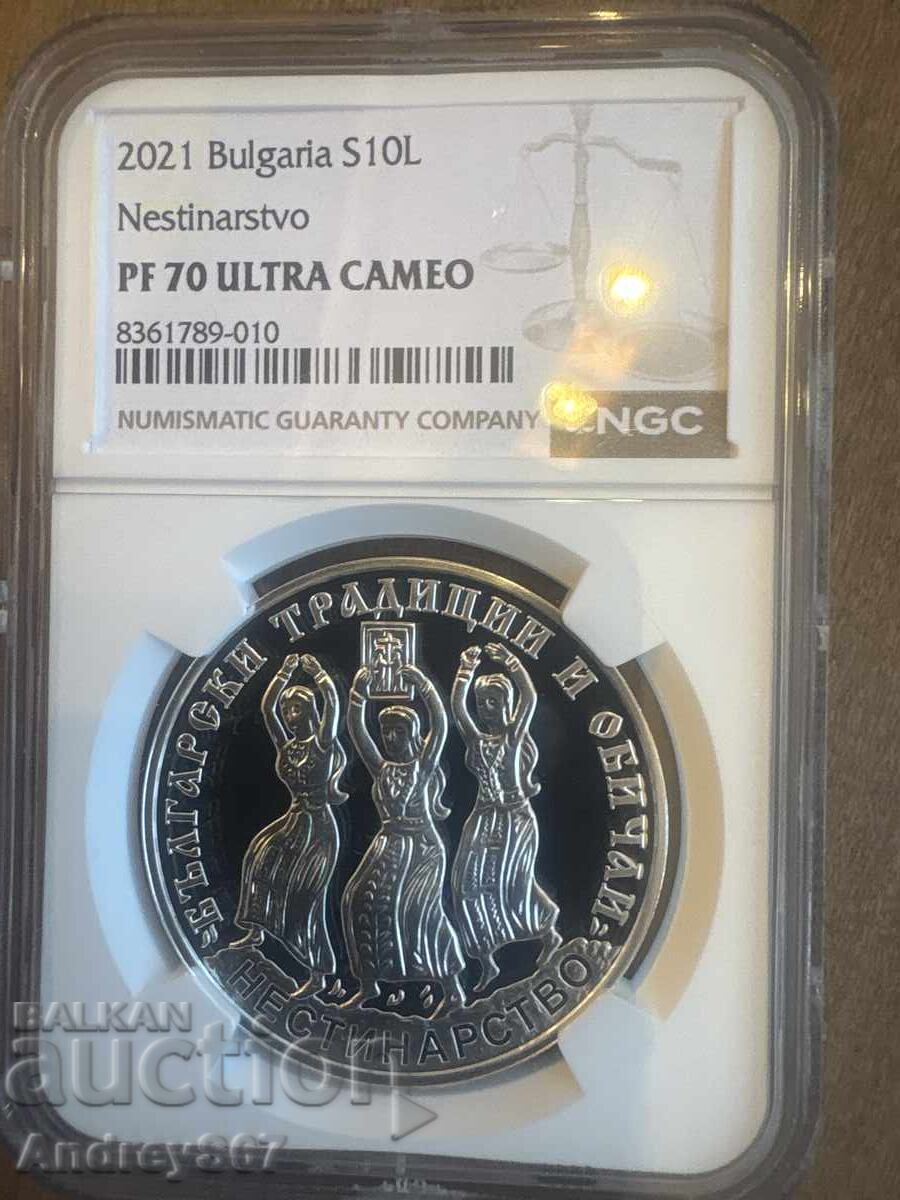 2021 Bulgaria S10L
Nestinarstvo
PF 70 ULTRA CAMEO
8361789-010
NUMISMATIC GUARANTY COMPANY
NGC
БЪЛГАРСКИ ТРАДИЦИИ И ОБИЧАИ
НЕСТИНАРСТВО
BALKAN
auction
Andrey967